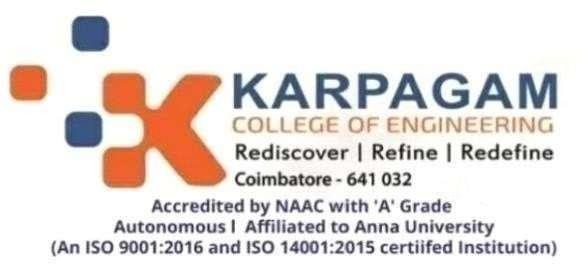 KARPAGAM
COLLEGE OF ENGINEERING
Rediscover | Refine | Redefine
Coimbatore - 641 032
Accredited by NAAC with 'A' Grade
Autonomous l Affiliated to Anna University
(An ISO 9001:2016 and ISO 14001:2015 certiifed Institution)